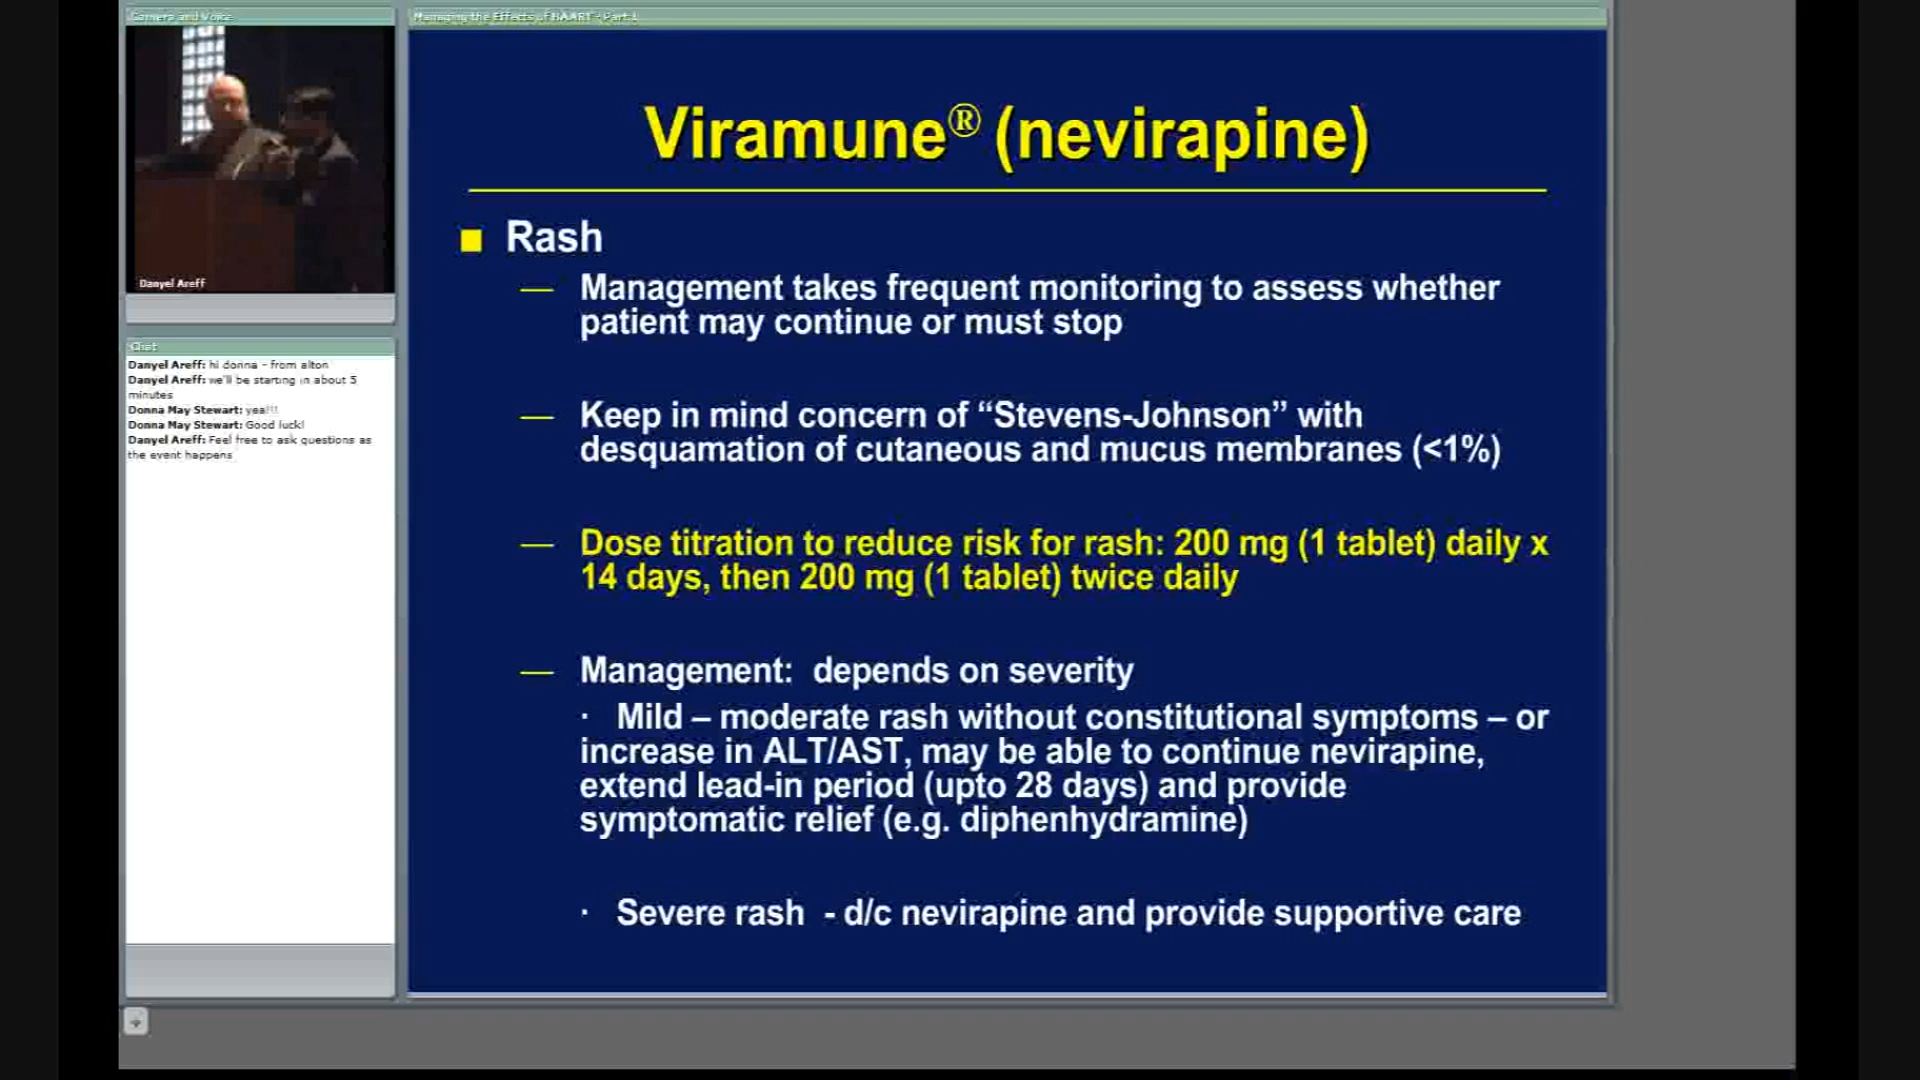 Camera and Voice
Managing the Effects of HAART - Part 1
Danyel Areff
Chat
Danyel Areff: hi donna - from alton
Danyel Areff: we'll be starting in about 5
minutes
Donna May Stewart: yea!!!
Donna May Stewart: Good luck!
Danyel Areff: Feel free to ask questions as
the event happens
Viramune® (nevirapine)
Rash
— Management takes frequent monitoring to assess whether
patient may continue or must stop
— Keep in mind concern of “Stevens-Johnson” with
desquamation of cutaneous and mucus membranes (<1%)
— Dose titration to reduce risk for rash: 200 mg (1 tablet) daily x
14 days, then 200 mg (1 tablet) twice daily
— Management:  depends on severity
· Mild – moderate rash without constitutional symptoms – or
increase in ALT/AST, may be able to continue nevirapine,
extend lead-in period (upto 28 days) and provide
symptomatic relief (e.g. diphenhydramine)
· Severe rash  - d/c nevirapine and provide supportive care